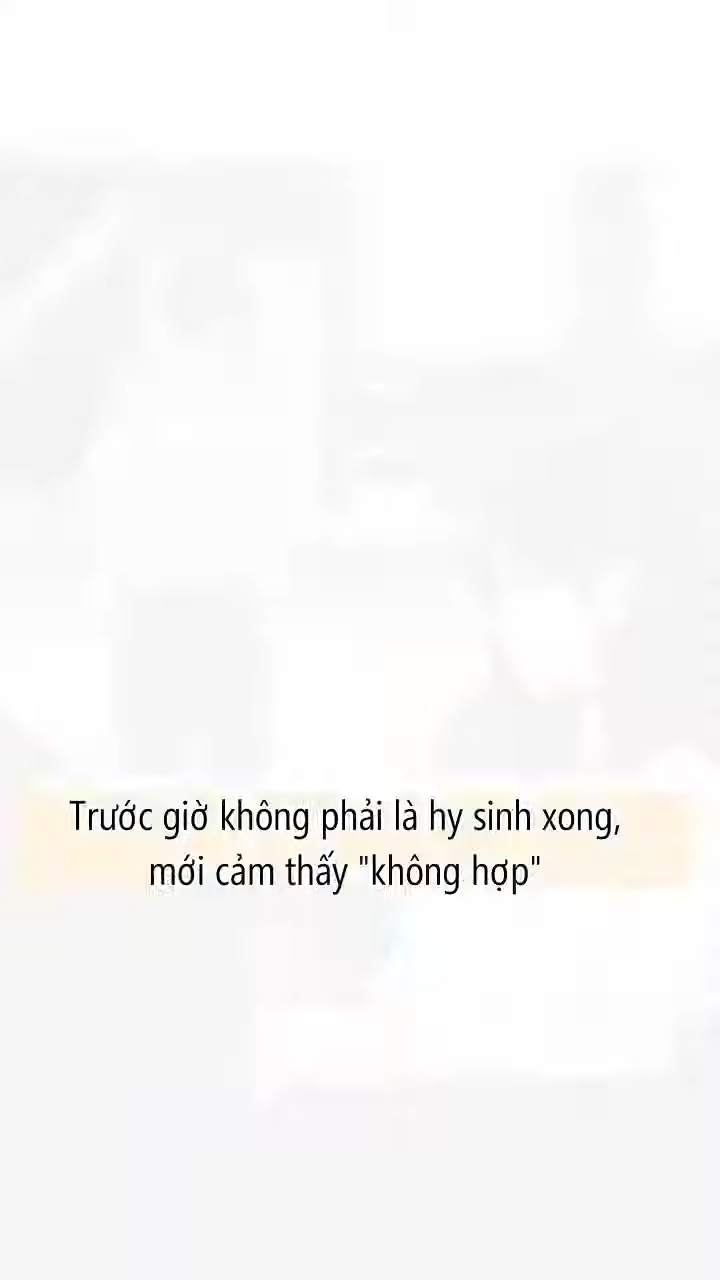 Trước giờ không phải là hy sinh xong,
mới cảm thấy "không hợp"